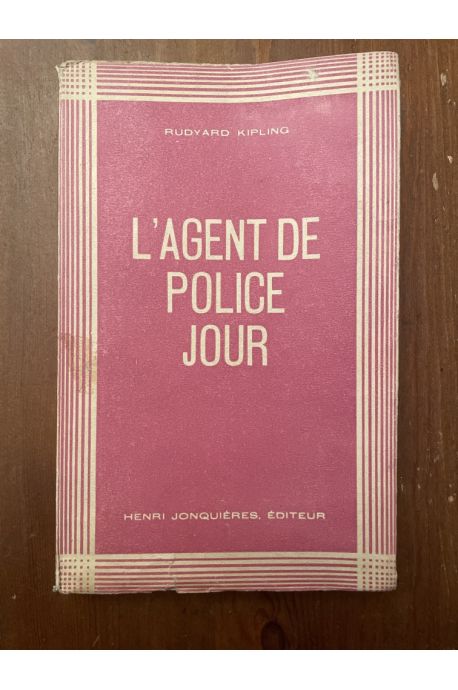 RUDYARD KIPLING
L'AGENT DE
POLICE
JOUR
HENRI JONQUIÈRES, ÉDITEUR